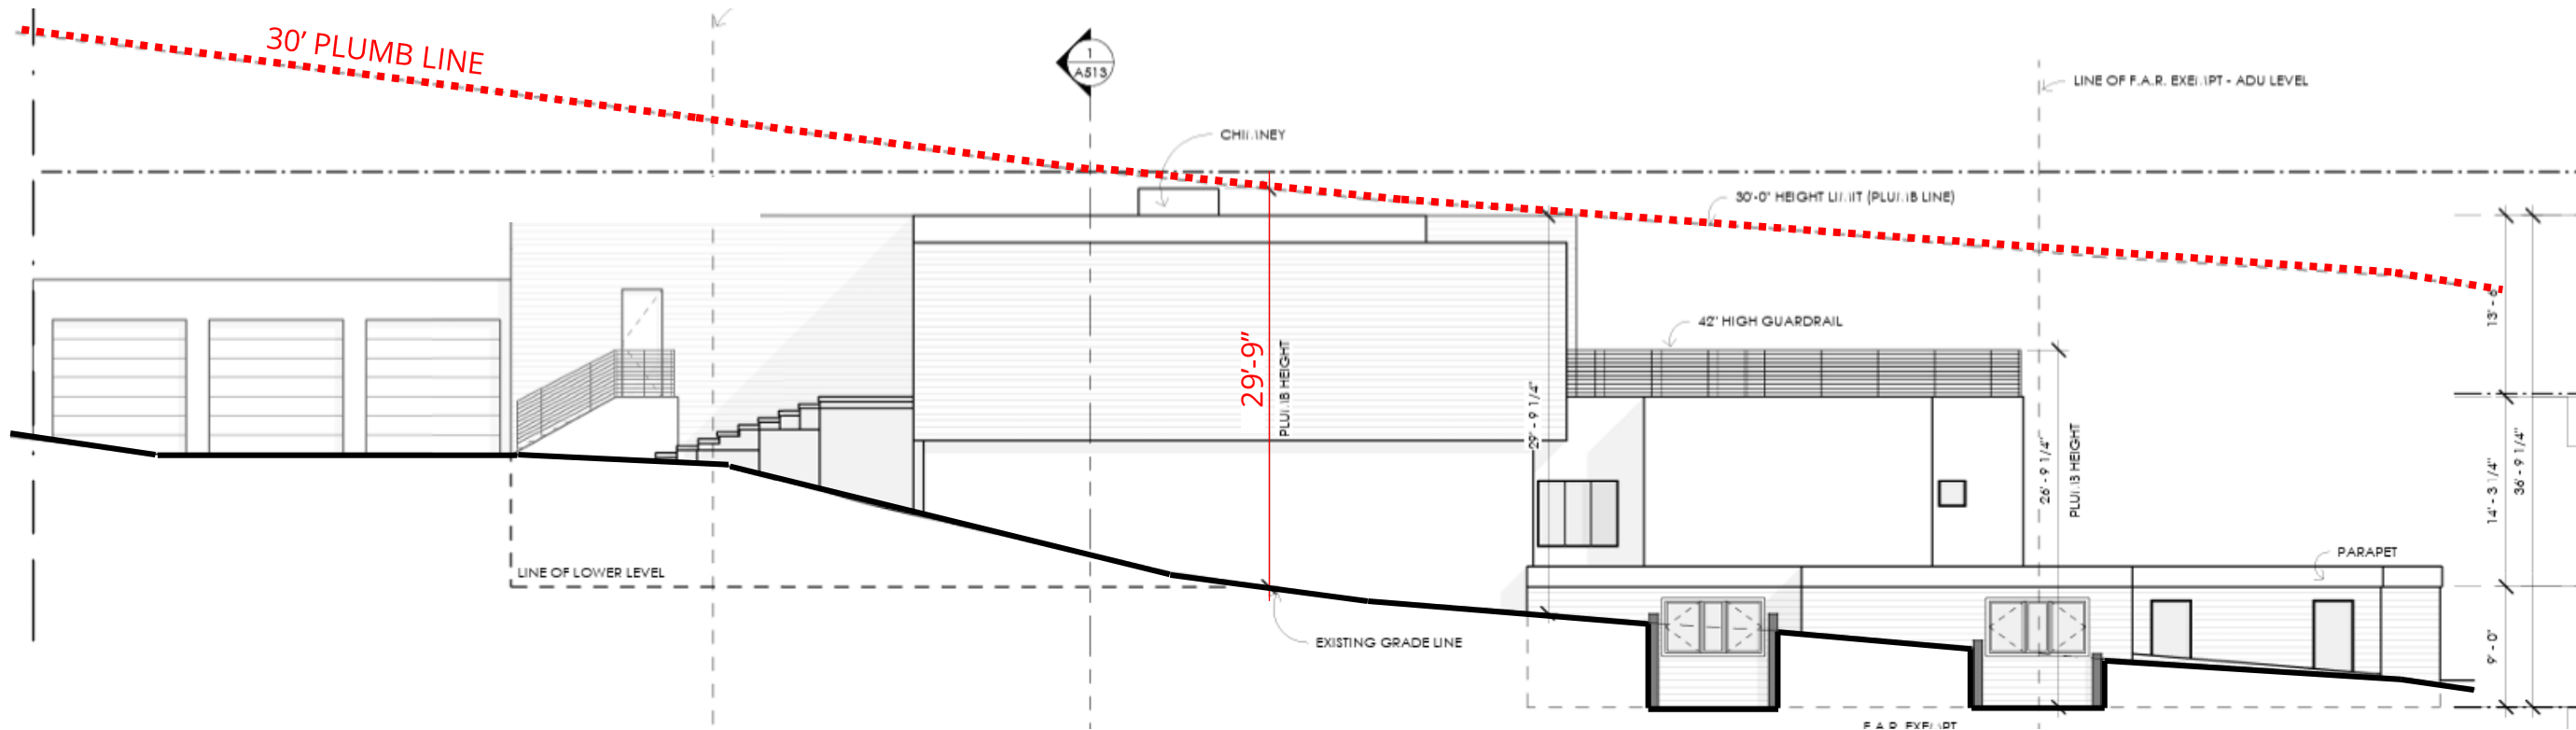 30' PLUMB LINE
1
A513
CHIMNEY
LINE OF F.A.R. EXEMPT - ADU LEVEL
30'-0" HEIGHT LIMIT (PLUMB LINE)
42" HIGH GUARDRAIL
29'-9"
PLUMB HEIGHT
29' - 9 1/4"
26' - 9 1/4"
PLUMB HEIGHT
13' - 6
14' - 3 1/4"
36' - 9 1/4"
9' - 0"
PARAPET
LINE OF LOWER LEVEL
EXISTING GRADE LINE
F.A.R. EXEMPT